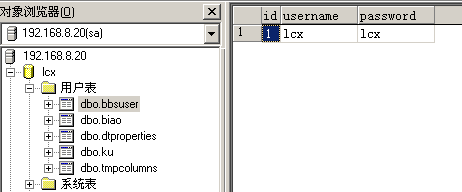 对象浏览器(O)
192.168.8.20(sa)
192.168.8.20
lcx
用户表
dbo.bbsuser
dbo.biao
dbo.dtproperties
dbo.ku
dbo.tmpcolumns
系统表
id username password
1 1 lcx lcx